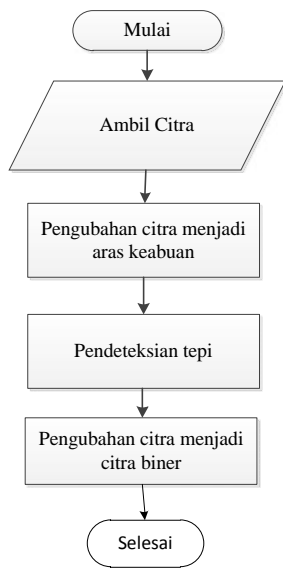 Mulai
Ambil Citra
Pengubahan citra menjadi
aras keabuan
Pendeteksian tepi
Pengubahan citra menjadi
citra biner
Selesai